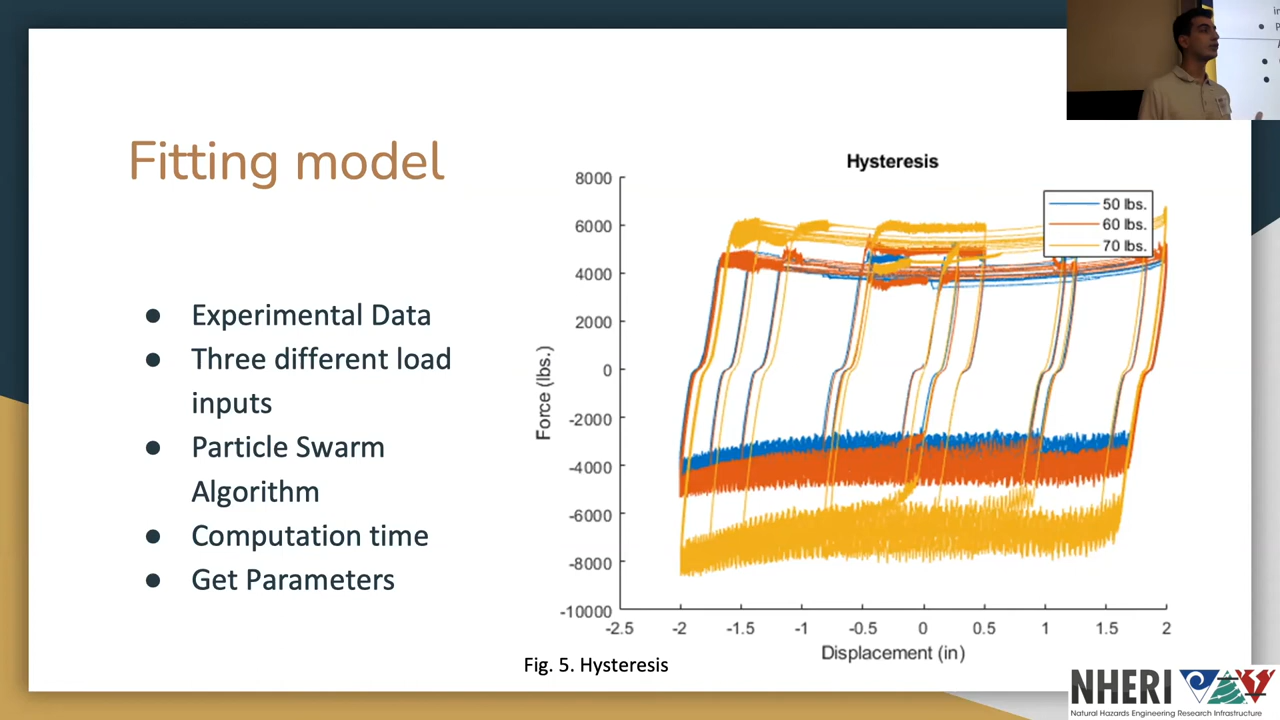 Fitting model
● Experimental Data
● Three different load
inputs
● Particle Swarm
Algorithm
● Computation time
● Get Parameters
Hysteresis
50 lbs.
60 lbs.
70 lbs.
8000
6000
4000
2000
0
-2000
-4000
-6000
-8000
-10000
Force (lbs.)
-2.5 -2 -1.5 -1 -0.5 0 0.5 1 1.5 2
Displacement (in)
Fig. 5. Hysteresis
NHERI
Natural Hazards Engineering Research Infrastructure